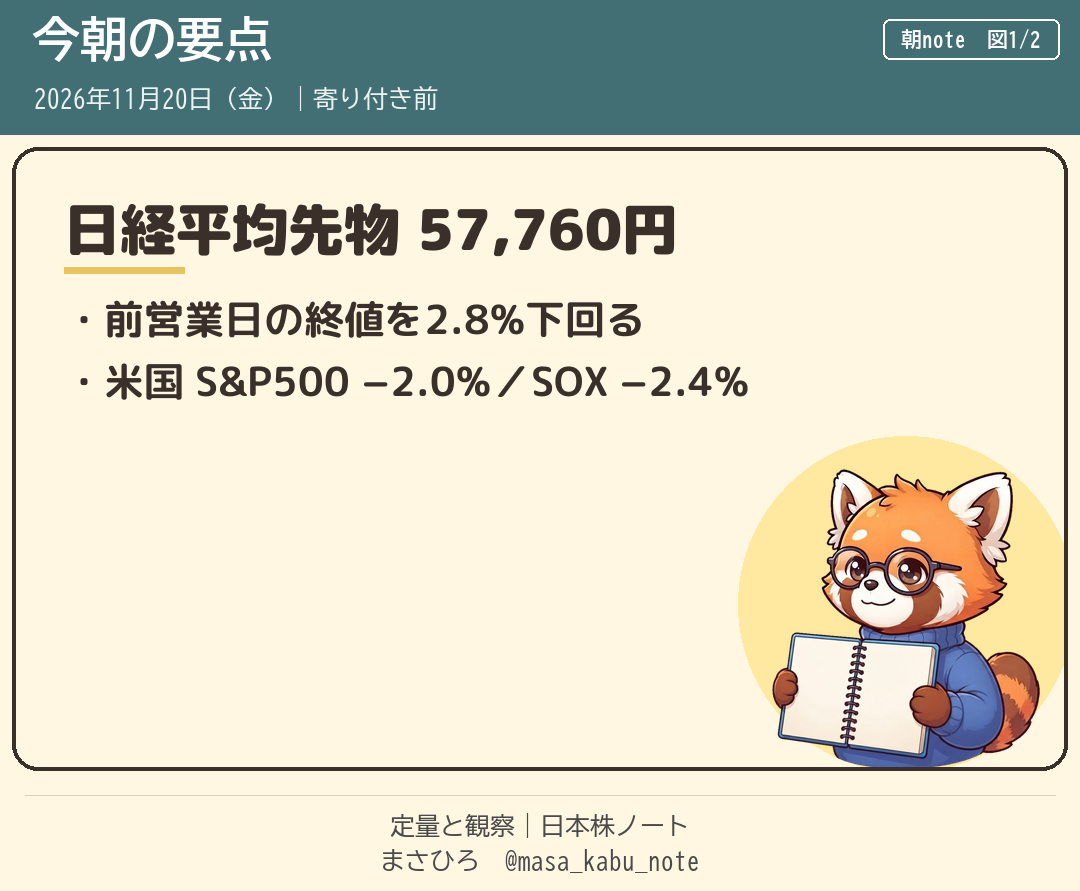 今朝の要点
朝note 図1/2
2026年11月20日（金）｜寄り付き前
日経平均先物 57,760円
・前営業日の終値を2.8%下回る
・米国 S&P500 −2.0%／SOX −2.4%
定量と観察｜日本株ノート
まさひろ @masa_kabu_note